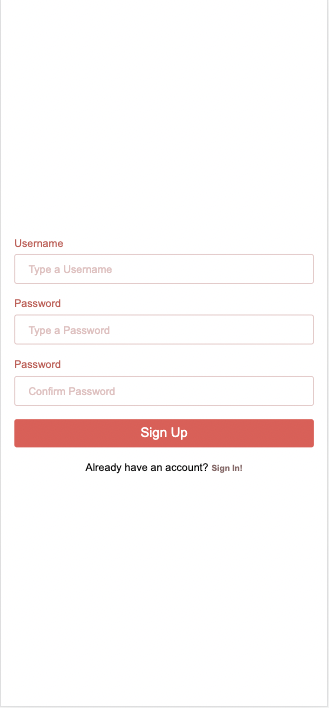 Username
Type a Username
Password
Type a Password
Password
Confirm Password
Sign Up
Already have an account? Sign In!